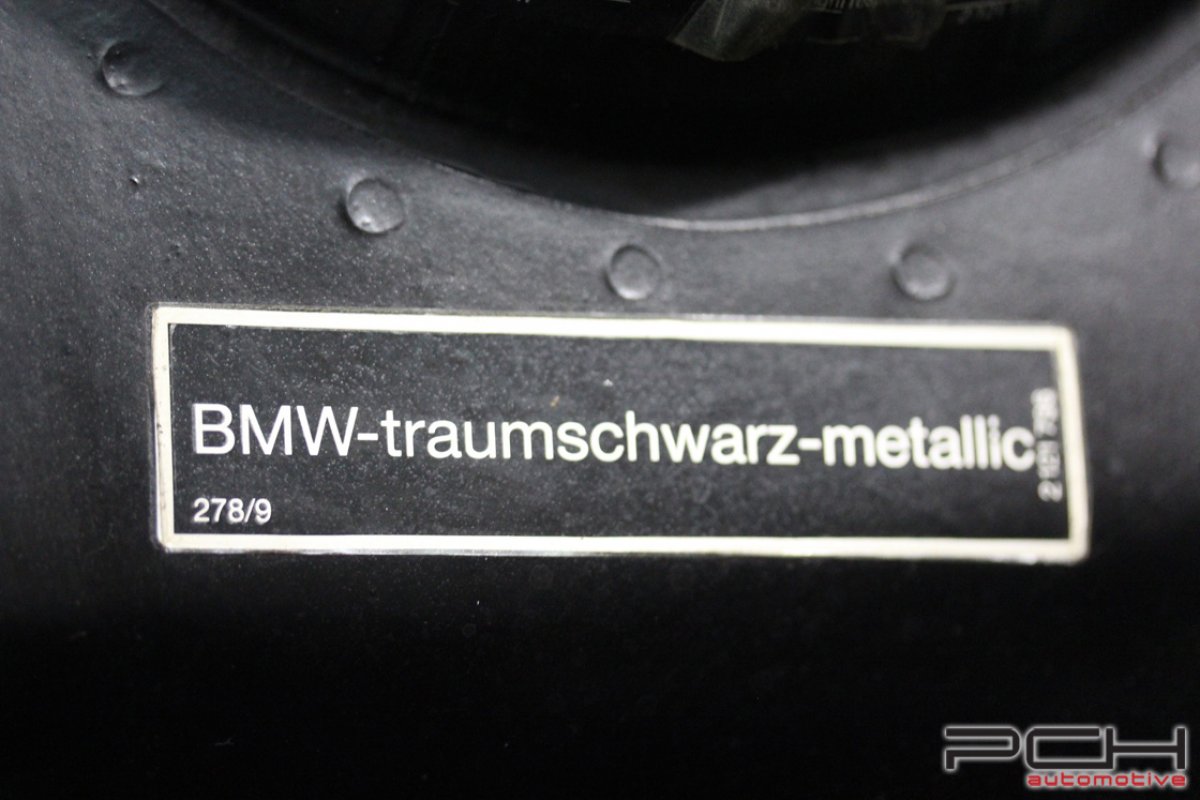 BMW-traumschwarz-metallic
278/9
PCH
automotive